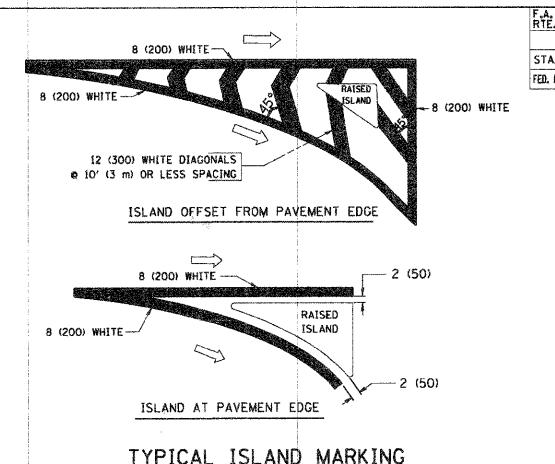 F.A.
RTE.
STA.
FED.
8 (200) WHITE
8 (200) WHITE
RAISED
ISLAND
45°
45°
8 (200) WHITE
12 (300) WHITE DIAGONALS
@ 10' (3 m) OR LESS SPACING
ISLAND OFFSET FROM PAVEMENT EDGE
8 (200) WHITE
2 (50)
RAISED
ISLAND
8 (200) WHITE
2 (50)
ISLAND AT PAVEMENT EDGE
TYPICAL ISLAND MARKING